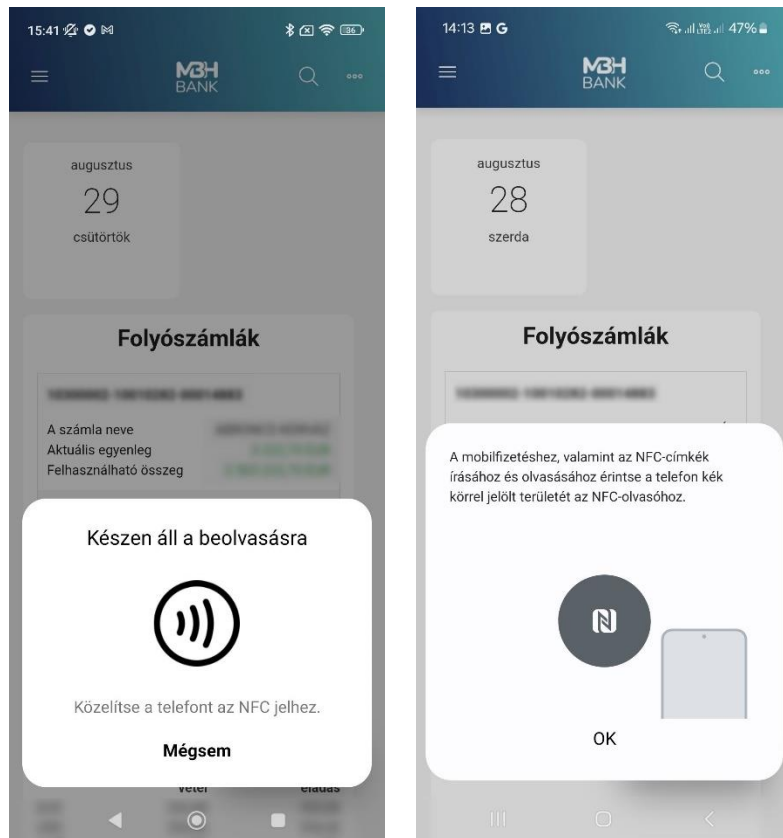 15:41
36
MBH
BANK
augusztus
29
csütörtök
Folyószámlák
A számla neve
Aktuális egyenleg
Felhasználható összeg
Készen áll a beolvasásra
Közelítse a telefont az NFC jelhez.
Mégsem
vétel eladás
14:13 G
47%
MBH
BANK
augusztus
28
szerda
Folyószámlák
A mobilfizetéshez, valamint az NFC-címkék
írásához és olvasásához érintse a telefon kék
körrel jelölt területét az NFC-olvasóhoz.
OK